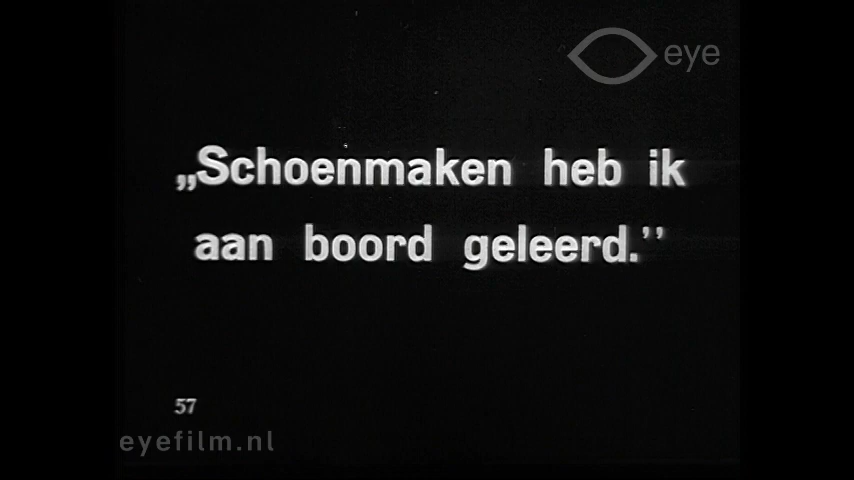 eye
„Schoenmaken heb ik
aan boord geleerd.”
57
eyefilm.nl